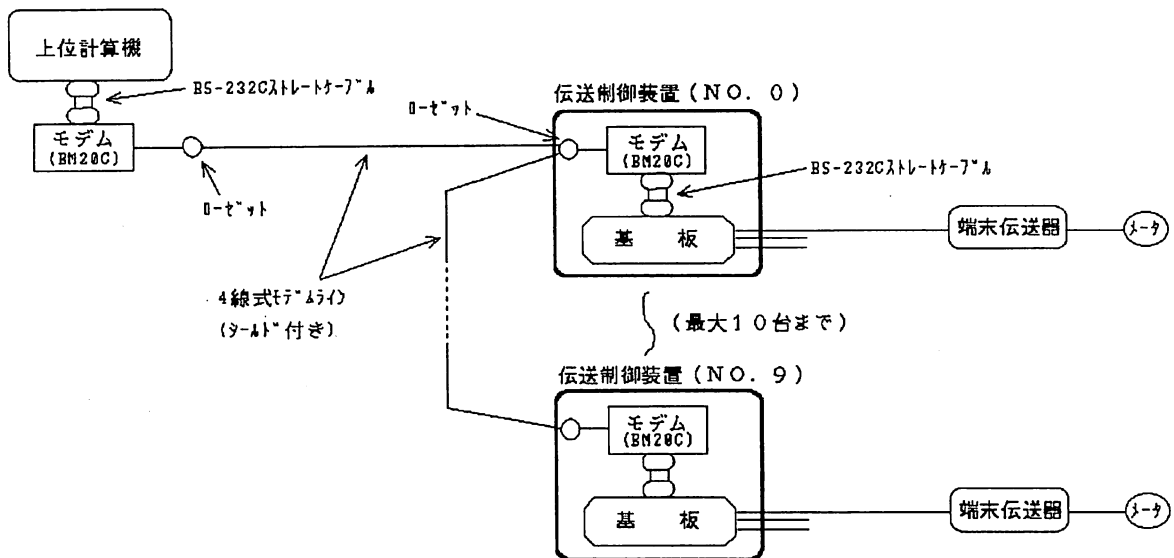 上位計算機
RS-232Cストレートケーブル
モデム
(BM20C)
ローゼット
ローゼット
伝送制御装置(NO.0)
モデム
(BM20C)
RS-232Cストレートケーブル
基 板
端末伝送器
メータ
4線式モデムライン
(シールド付き)
(最大10台まで)
伝送制御装置(NO.9)
モデム
(BM20C)
基 板
端末伝送器
メータ